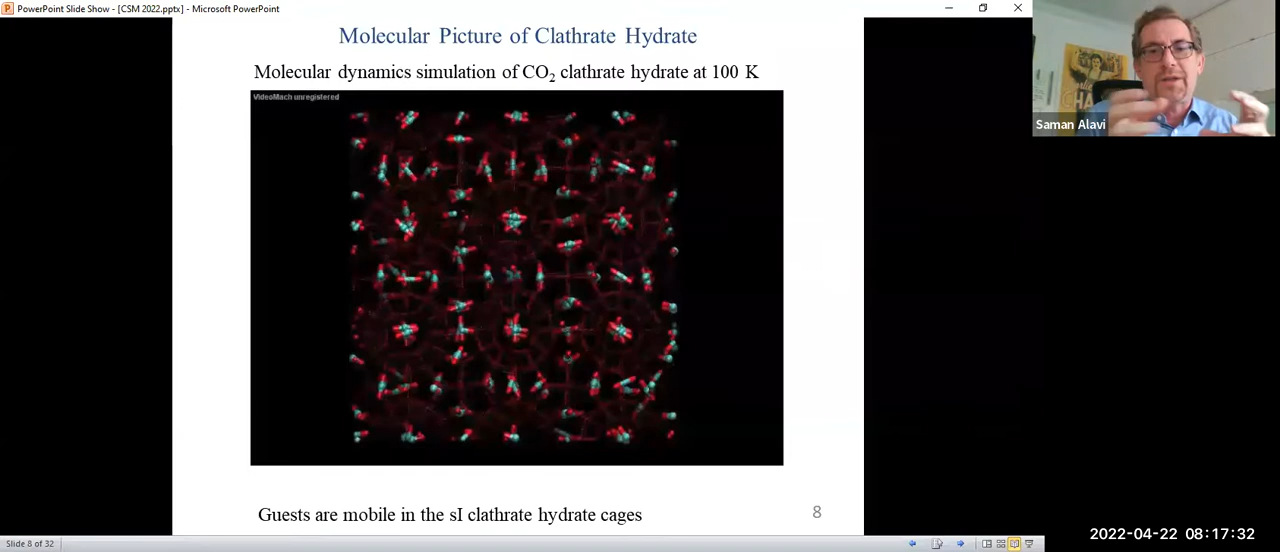 PowerPoint Slide Show - [CSM 2022.pptx] - Microsoft PowerPoint
Molecular Picture of Clathrate Hydrate
Molecular dynamics simulation of CO₂ clathrate hydrate at 100 K
VideoMach unregistered
CHA
Saman Alavi
Guests are mobile in the sI clathrate hydrate cages
8
2022-04-22 08:17:32
Slide 8 of 32